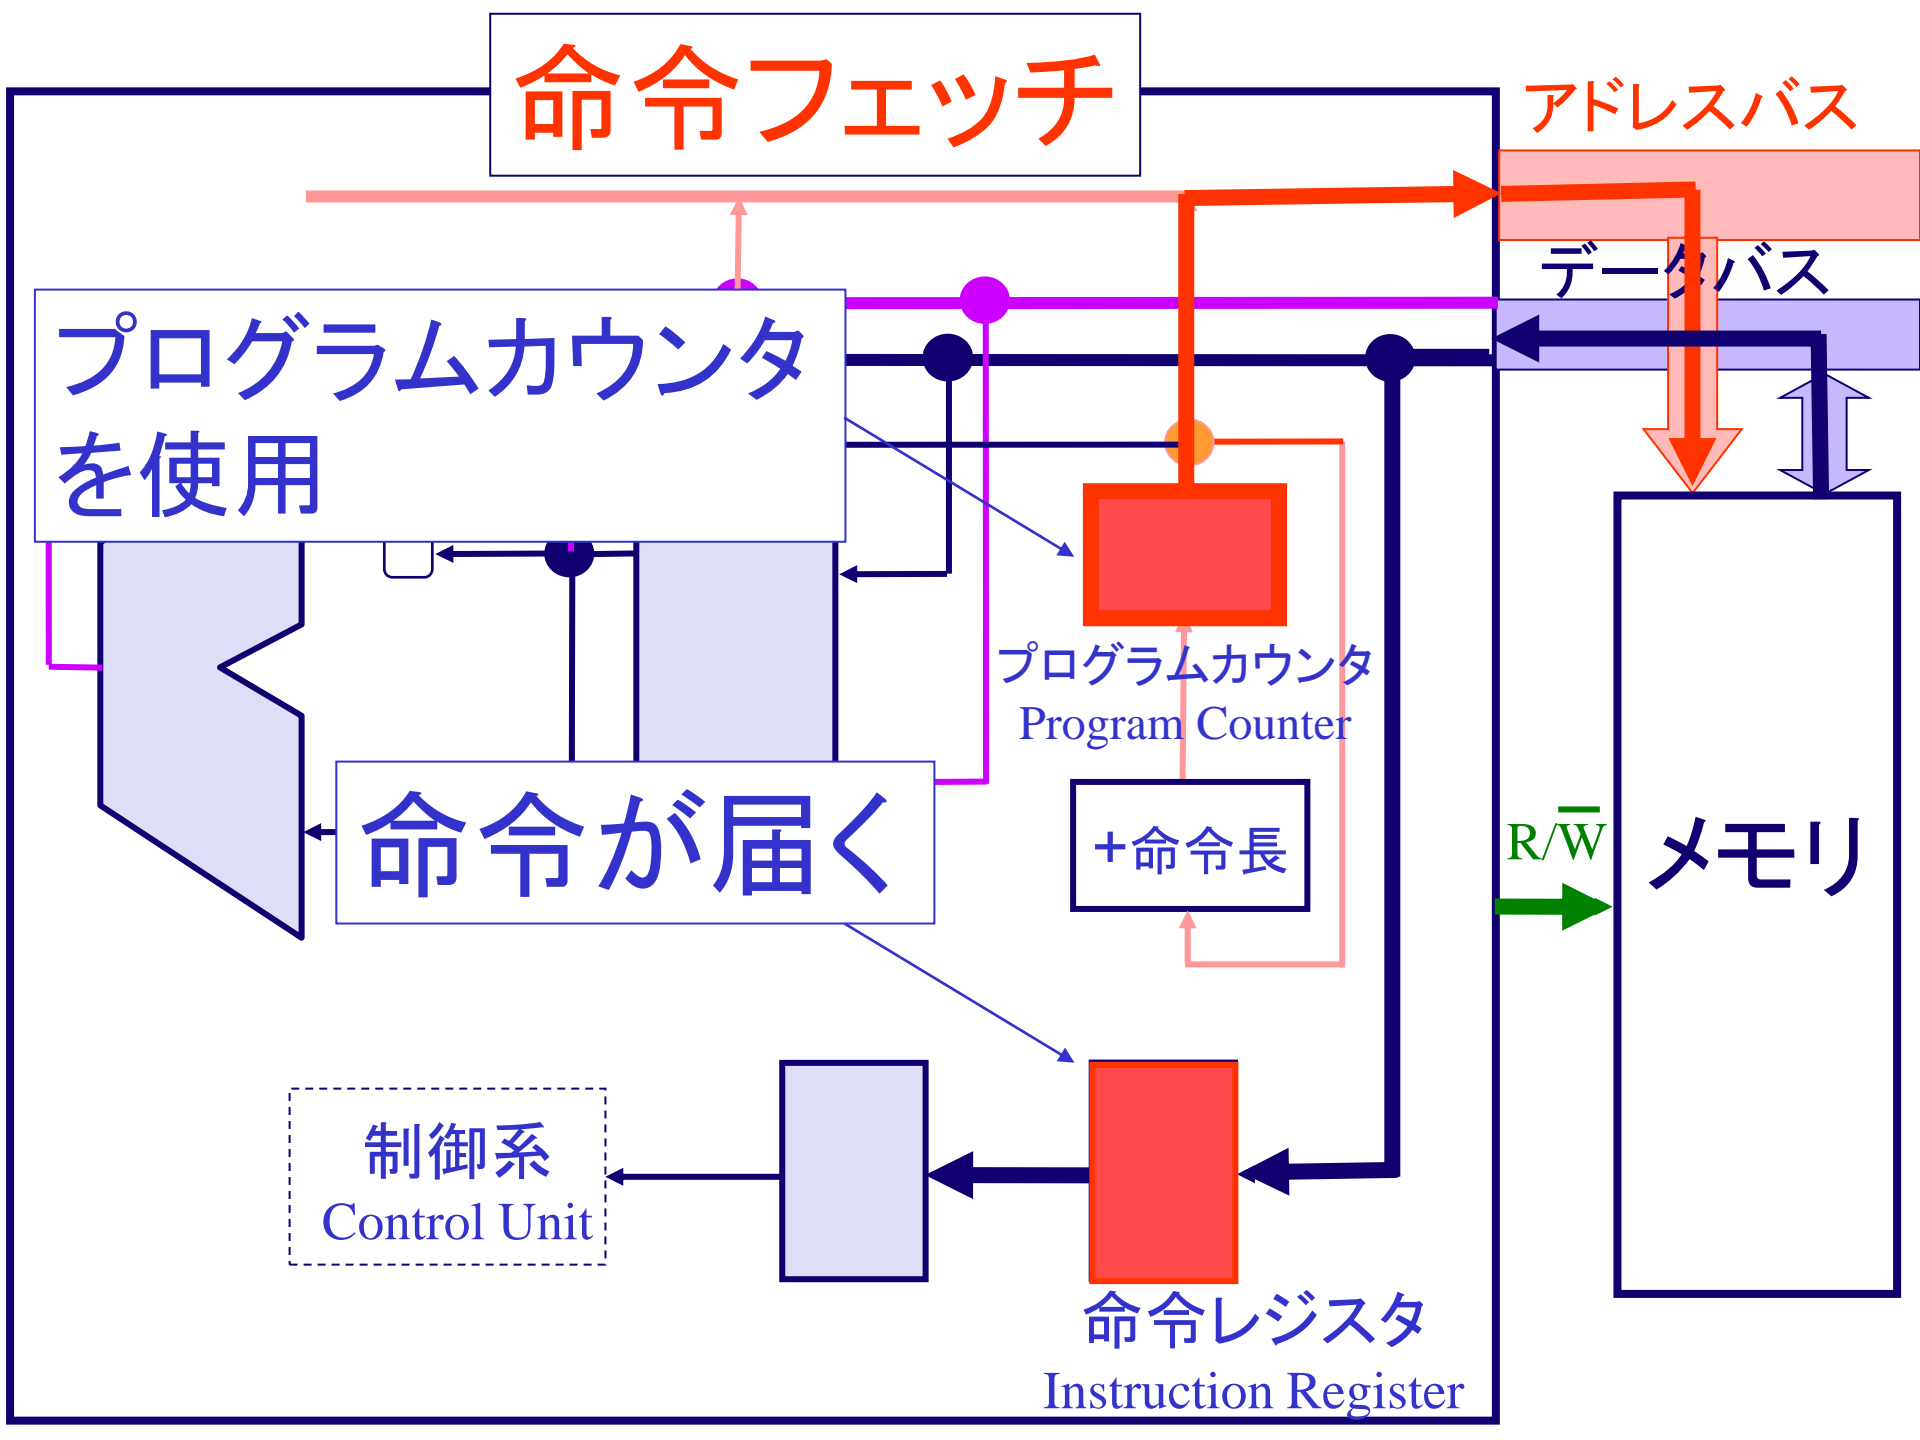 命令フェッチ
アドレスバス
データバス
プログラムカウンタ
を使用
プログラムカウンタ
Program Counter
命令が届く
+命令長
R/W̅
メモリ
制御系
Control Unit
命令レジスタ
Instruction Register